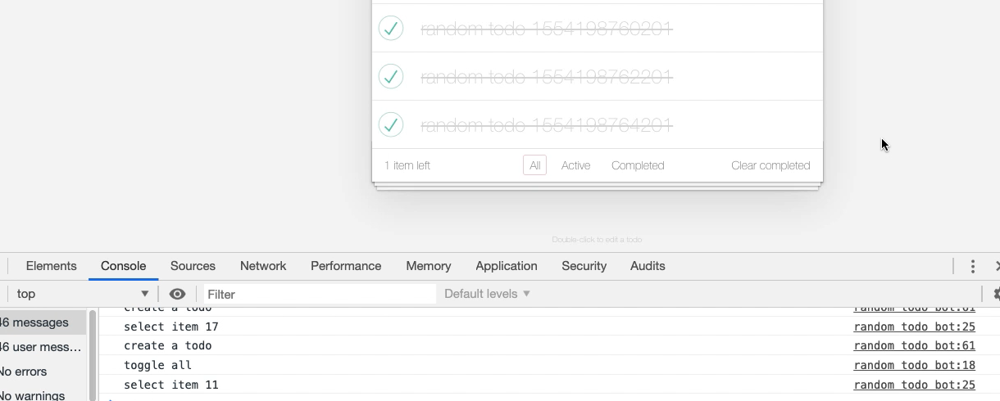 random todo 1554198760201
random todo 1554198762201
random todo 1554198764201
1 item left All Active Completed Clear completed
Double-click to edit a todo
Elements Console Sources Network Performance Memory Application Security Audits
top Filter Default levels
create a todo random todo bot:61
46 messages
select item 17 random todo bot:25
46 user mess...
create a todo random todo bot:61
toggle all random todo bot:18
No errors
select item 11 random todo bot:25
No warnings